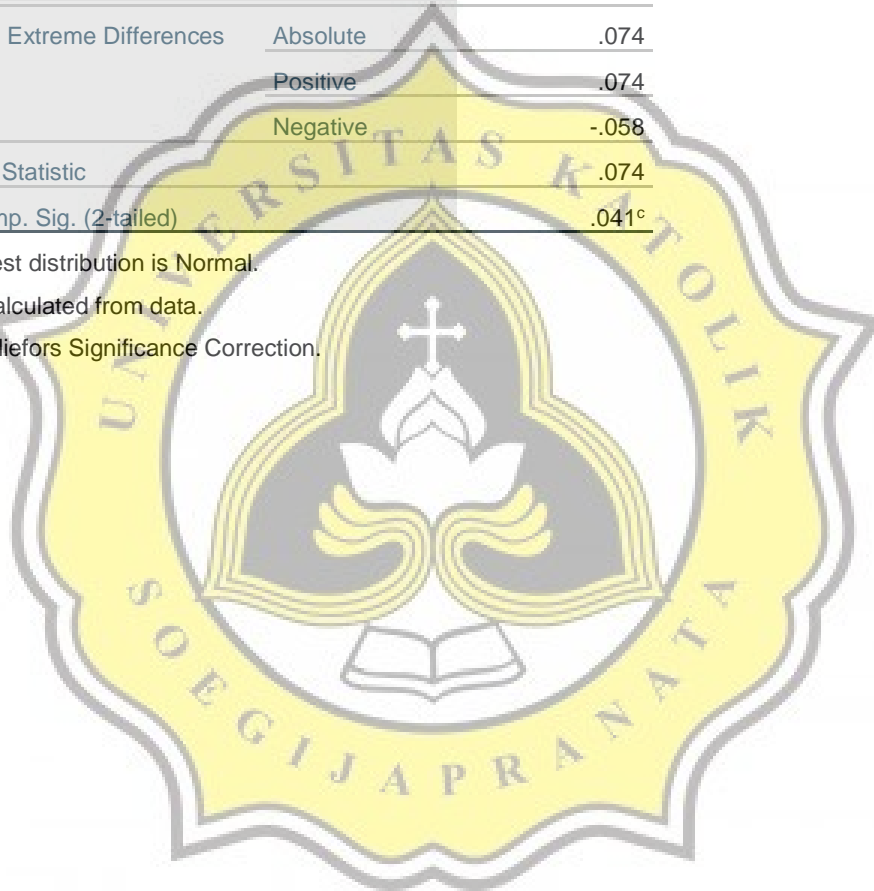 Extreme Differences Absolute .074
Positive .074
Negative -.058
Statistic .074
mp. Sig. (2-tailed) .041ᶜ
est distribution is Normal.
alculated from data.
liefors Significance Correction.
UNIVERSITAS KATOLIK
SOEGIJAPRANATA